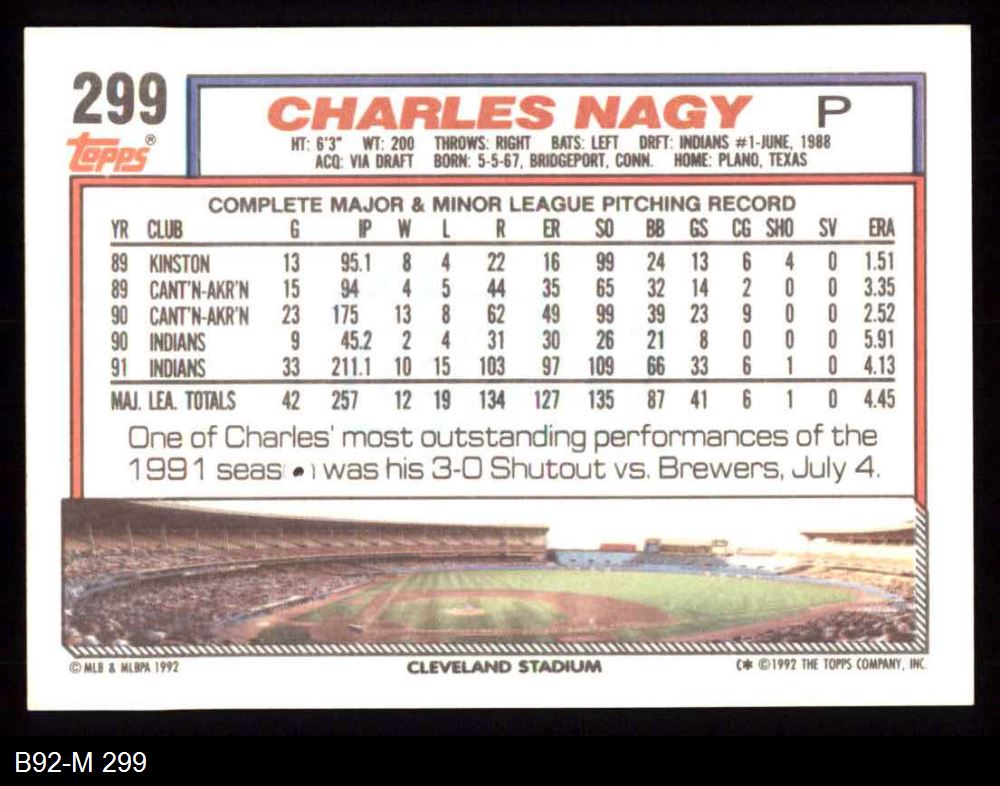 299
Topps®
CHARLES NAGY P
HT: 6'3" WT: 200 THROWS: RIGHT BATS: LEFT DRFT: INDIANS #1-JUNE, 1988
ACQ: VIA DRAFT BORN: 5-5-67, BRIDGEPORT, CONN. HOME: PLANO, TEXAS
COMPLETE MAJOR & MINOR LEAGUE PITCHING RECORD
YR CLUB G IP W L R ER SO BB GS CG SHO SV ERA
89 KINSTON 13 95.1 8 4 22 16 99 24 13 6 4 0 1.51
89 CANT'N-AKR'N 15 94 4 5 44 35 65 32 14 2 0 0 3.35
90 CANT'N-AKR'N 23 175 13 8 62 49 99 39 23 9 0 0 2.52
90 INDIANS 9 45.2 2 4 31 30 26 21 8 0 0 0 5.91
91 INDIANS 33 211.1 10 15 103 97 109 66 33 6 1 0 4.13
MAJ. LEA. TOTALS 42 257 12 19 134 127 135 87 41 6 1 0 4.45
One of Charles' most outstanding performances of the
1991 season was his 3-0 Shutout vs. Brewers, July 4.
© MLB & MLBPA 1992 CLEVELAND STADIUM C* ©1992 THE TOPPS COMPANY, INC.
B92-M 299